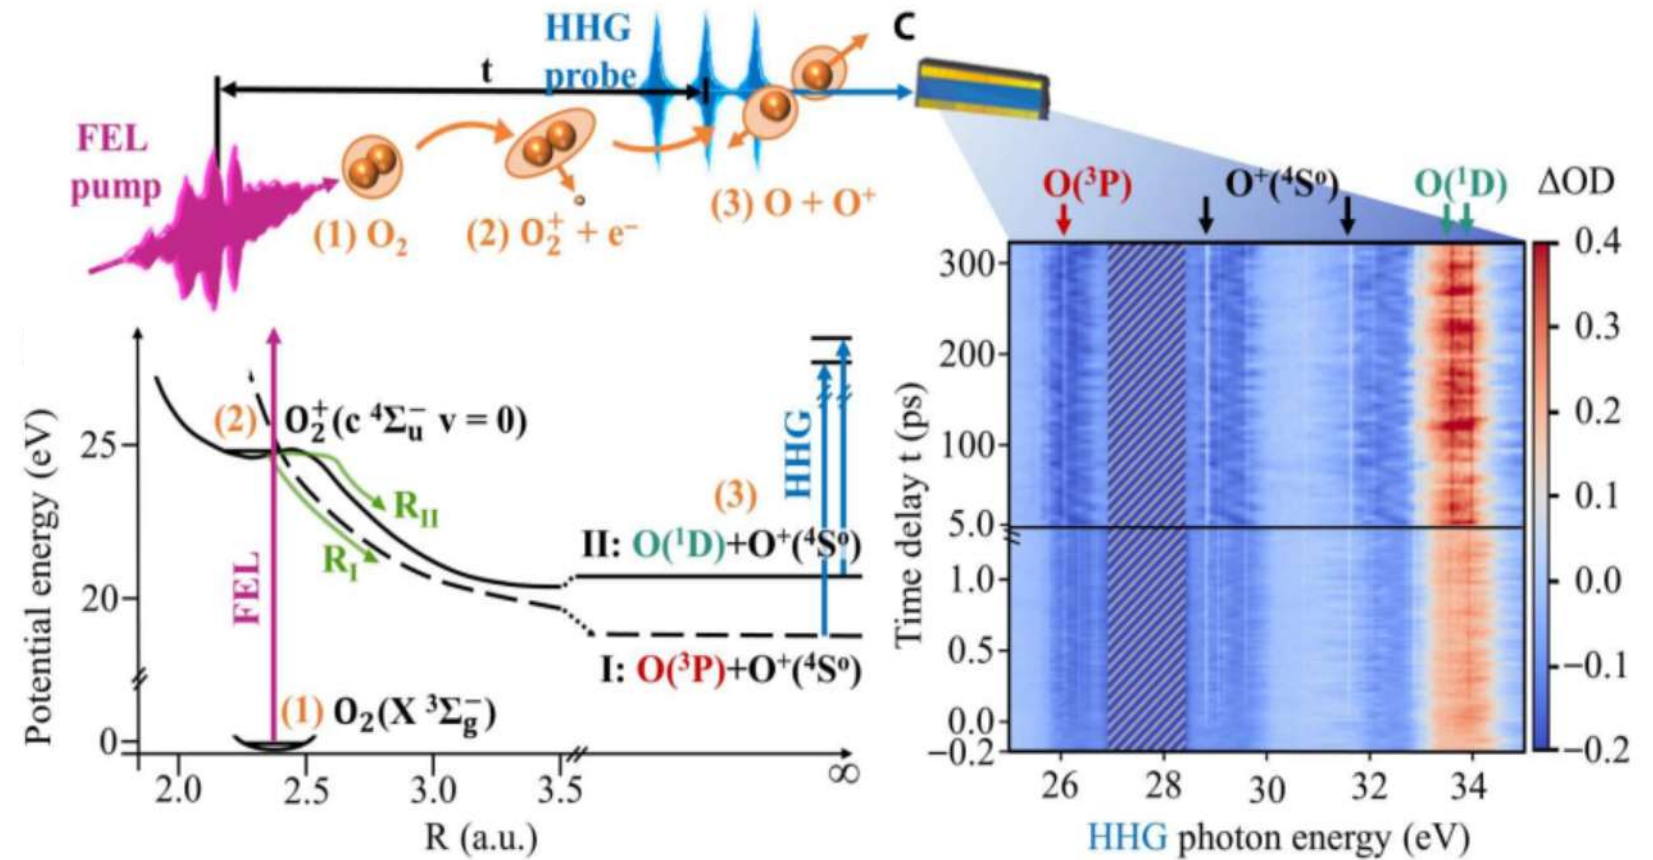 HHG
probe
C
t
FEL
pump
(1) O₂
(2) O₂⁺ + e⁻
(3) O + O⁺
O(³P)
O⁺(⁴Sᵒ)
O(¹D)
ΔOD
Potential energy (eV)
25
20
0
(2) O₂⁺(c ⁴Σᵤ⁻ v = 0)
R_II
R_I
FEL
HHG
(3)
II: O(¹D)+O⁺(⁴Sᵒ)
I: O(³P)+O⁺(⁴Sᵒ)
(1) O₂(X ³Σg⁻)
2.0 2.5 3.0 3.5 ∞
R (a.u.)
Time delay t (ps)
300
200
100
5.0
1.0
0.5
0.0
−0.2
26 28 30 32 34
HHG photon energy (eV)
0.4
0.3
0.2
0.1
0.0
−0.1
−0.2